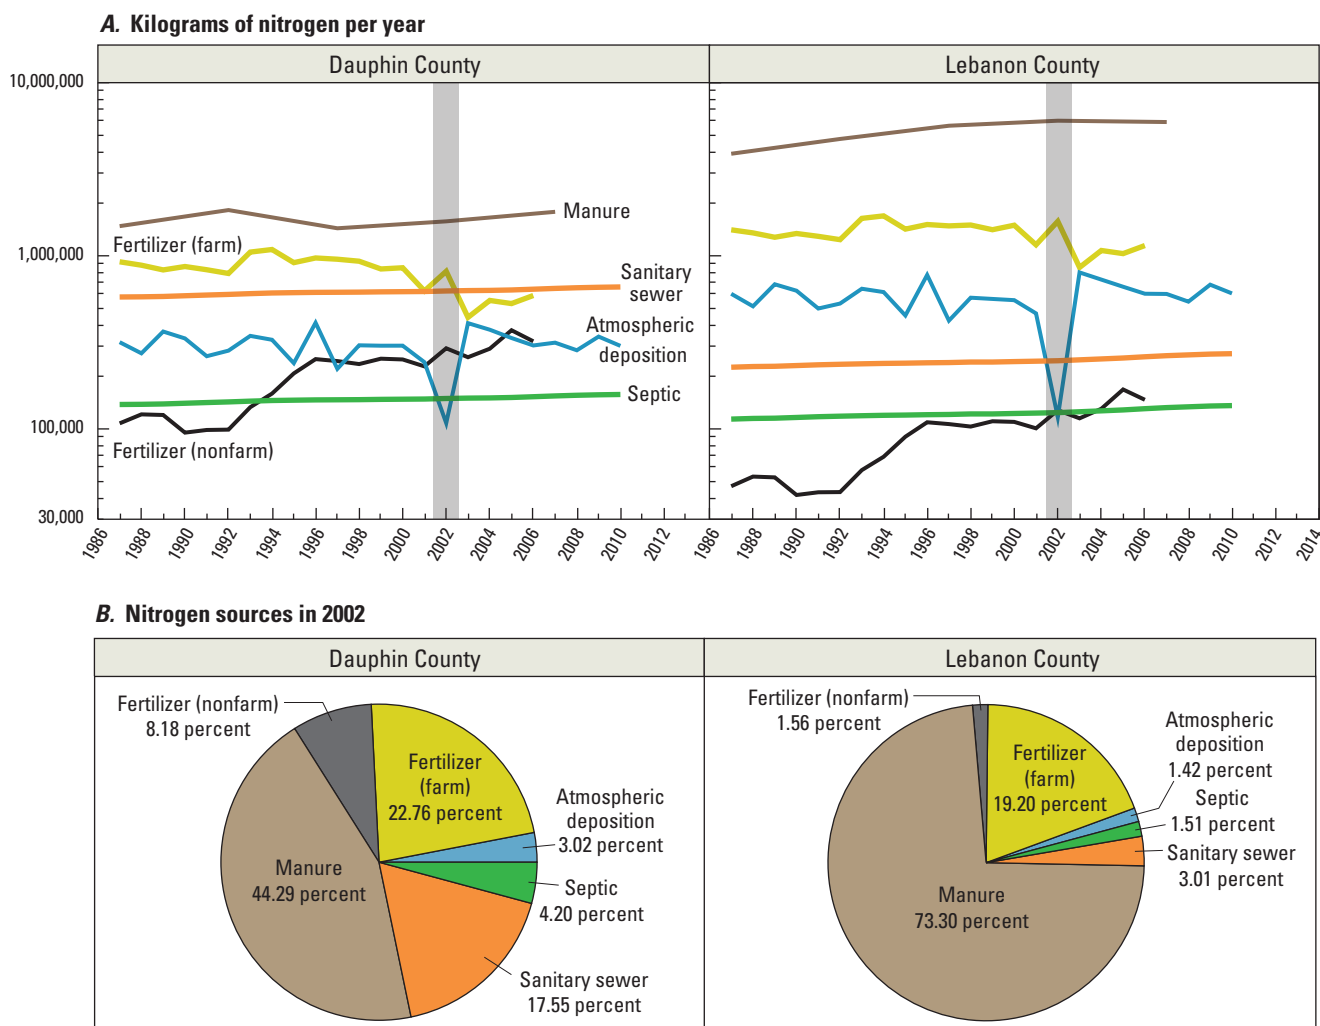 A. Kilograms of nitrogen per year
Dauphin County
Lebanon County
10,000,000
1,000,000
100,000
30,000
Manure
Fertilizer (farm)
Sanitary
sewer
Atmospheric
deposition
Septic
Fertilizer (nonfarm)
1986
1988
1990
1992
1994
1996
1998
2000
2002
2004
2006
2008
2010
2012
1986
1988
1990
1992
1994
1996
1998
2000
2002
2004
2006
2008
2010
2012
2014
B. Nitrogen sources in 2002
Dauphin County
Lebanon County
Fertilizer (nonfarm)
8.18 percent
Fertilizer
(farm)
22.76 percent
Atmospheric
deposition
3.02 percent
Septic
4.20 percent
Manure
44.29 percent
Sanitary sewer
17.55 percent
Fertilizer (nonfarm)
1.56 percent
Fertilizer
(farm)
19.20 percent
Atmospheric
deposition
1.42 percent
Septic
1.51 percent
Sanitary sewer
3.01 percent
Manure
73.30 percent